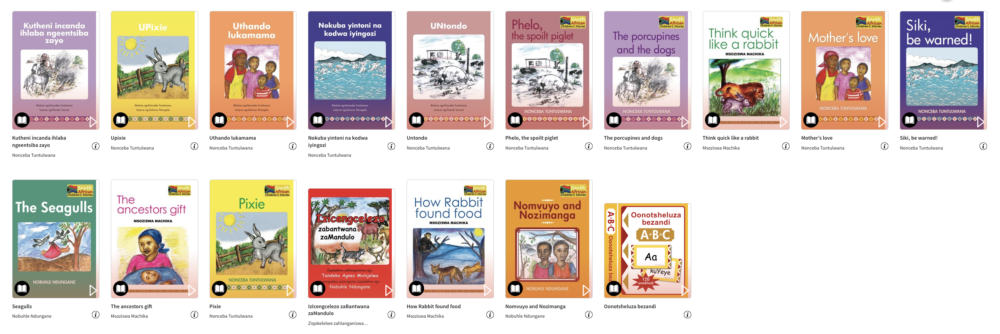 Kutheni incanda
ihlaba ngeentsiba
zayo
Ibhalwe nguNonceba Tuntulwana
Izotywe nguThando Samuel
Kutheni incanda ihlaba
ngeentsiba zayo
Nonceba Tuntulwana
UPixie
Ibhalwe nguNonceba Tuntulwana
Izotywe nguZukiswa Tshangela
Upixie
Nonceba Tuntulwana
Uthando
lukamama
Ibhalwe nguNonceba Tuntulwana
Izotywe nguZukiswa Tshangela
Uthando lukamama
Nonceba Tuntulwana
Nokuba yintoni na
kodwa iyingozi
Ibhalwe nguNonceba Tuntulwana
Izotywe nguZukiswa Tshangela
Nokuba yintoni na kodwa
iyingozi
Nonceba Tuntulwana
UNtondo
Ibhalwe nguNonceba Tuntulwana
Izotywe nguThando Samuel
Untondo
Nonceba Tuntulwana
South
African
Children's Stories
Phelo,
the spoilt piglet
NONCEBA TUNTULWANA
Phelo, the spoilt piglet
Nonceba Tuntulwana
South
African
Children's Stories
The porcupines
and the dogs
NONCEBA TUNTULWANA
The porcupines and dogs
Nonceba Tuntulwana
South
African
Children's Stories
Think quick
like a rabbit
MSOZISWA MACHIKA
Think quick like a rabbit
Msoziswa Machika
South
African
Children's Stories
Mother's love
NONCEBA TUNTULWANA
Mother's love
Nonceba Tuntulwana
South
African
Children's Stories
Siki,
be warned!
NONCEBA TUNTULWANA
Siki, be warned!
Nonceba Tuntulwana
South
African
Children's Stories
The Seagulls
NOBUHLE NDUNGANE
Seagulls
Nobuhle Ndungane
South
African
Children's Stories
The
ancestors gift
MSOZISWA MACHIKA
The ancestors gift
Msoziswa Machika
South
African
Children's Stories
Pixie
NONCEBA TUNTULWANA
Pixie
Nonceba Tuntulwana
Izicengcelezo
zabantwana
zaMandulo
Ziqokelelwe zahlanganiswa ngu-
Tandeka Agnes Mvinjelwa
ezizingomo ziqokelelwe ngu-
Nobuhle Ndungane
IzIcengcelezo zaBantwana
zaMandulo
Ziqokelelwe zahlanganiswa…
South
African
Children's Stories
How Rabbit
found food
MSOZISWA MACHIKA
How Rabbit found food
Msoziswa Machika
South
African
Children's Stories
Nomvuyo and
Nozimanga
NOBUHLE NDUNGANE
Nomvuyo and Nozimanga
Nobuhle Ndungane
A·B·C Oonotsheluza bez
Oonotsheluza
bezandi
A·B·C
Aa
kuYeye
120
amakhadi
Oonotsheluza bezandi